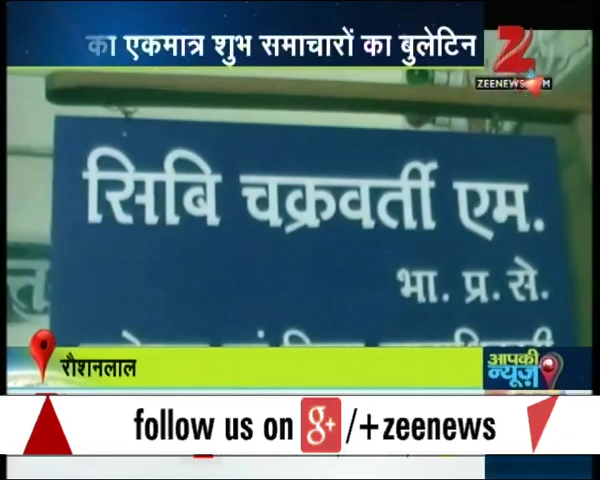 का एकमात्र शुभ समाचारों का बुलेटिन
Z
ZEENEWS.COM
सिबि चक्रवर्ती एम.
भा. प्र. से.
रौशनलाल
आपकी
न्यूज़
follow us on g+ /+zeenews